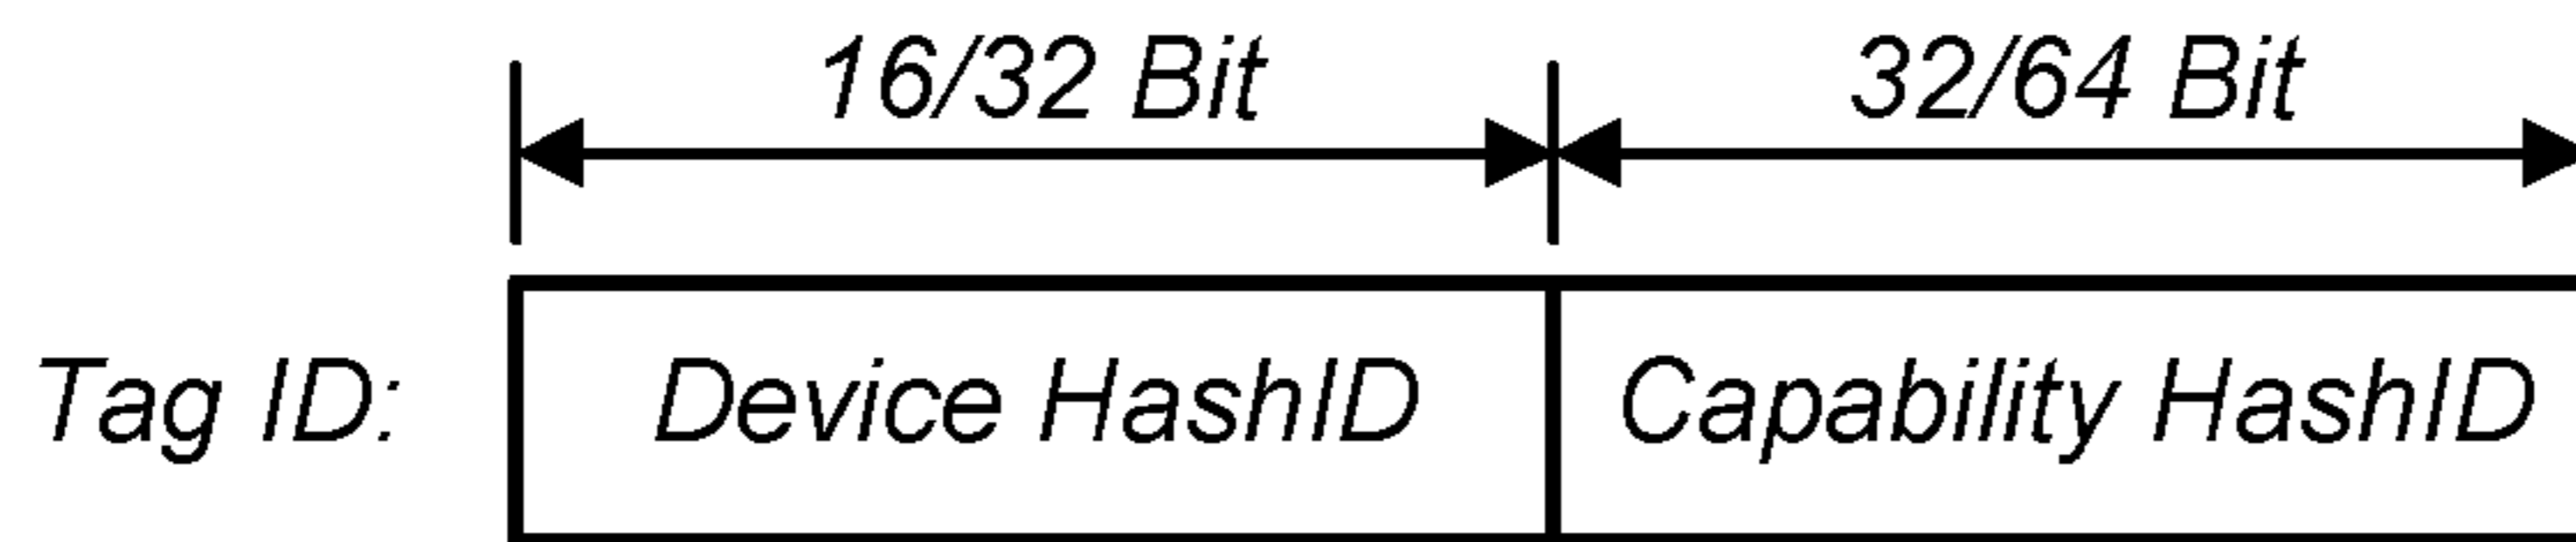 16/32 Bit 32/64 Bit
Tag ID: Device HashID Capability HashID